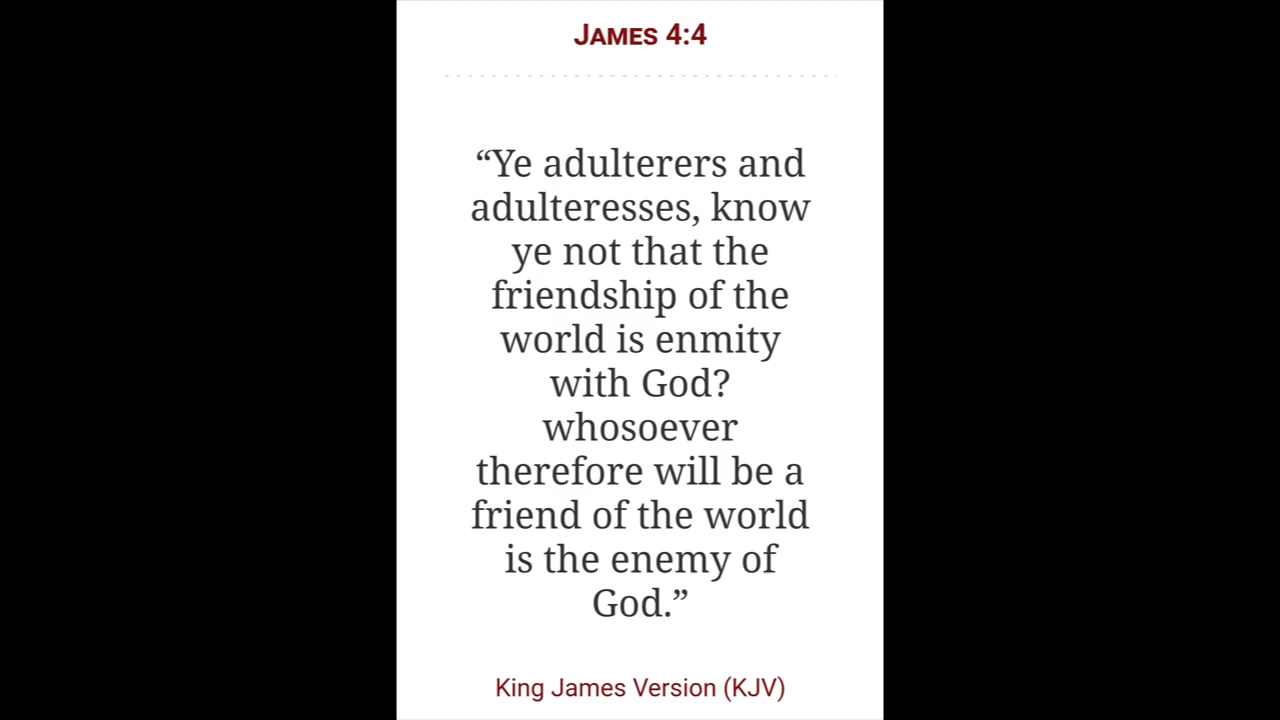 James 4:4
“Ye adulterers and
adulteresses, know
ye not that the
friendship of the
world is enmity
with God?
whosoever
therefore will be a
friend of the world
is the enemy of
God.”
King James Version (KJV)